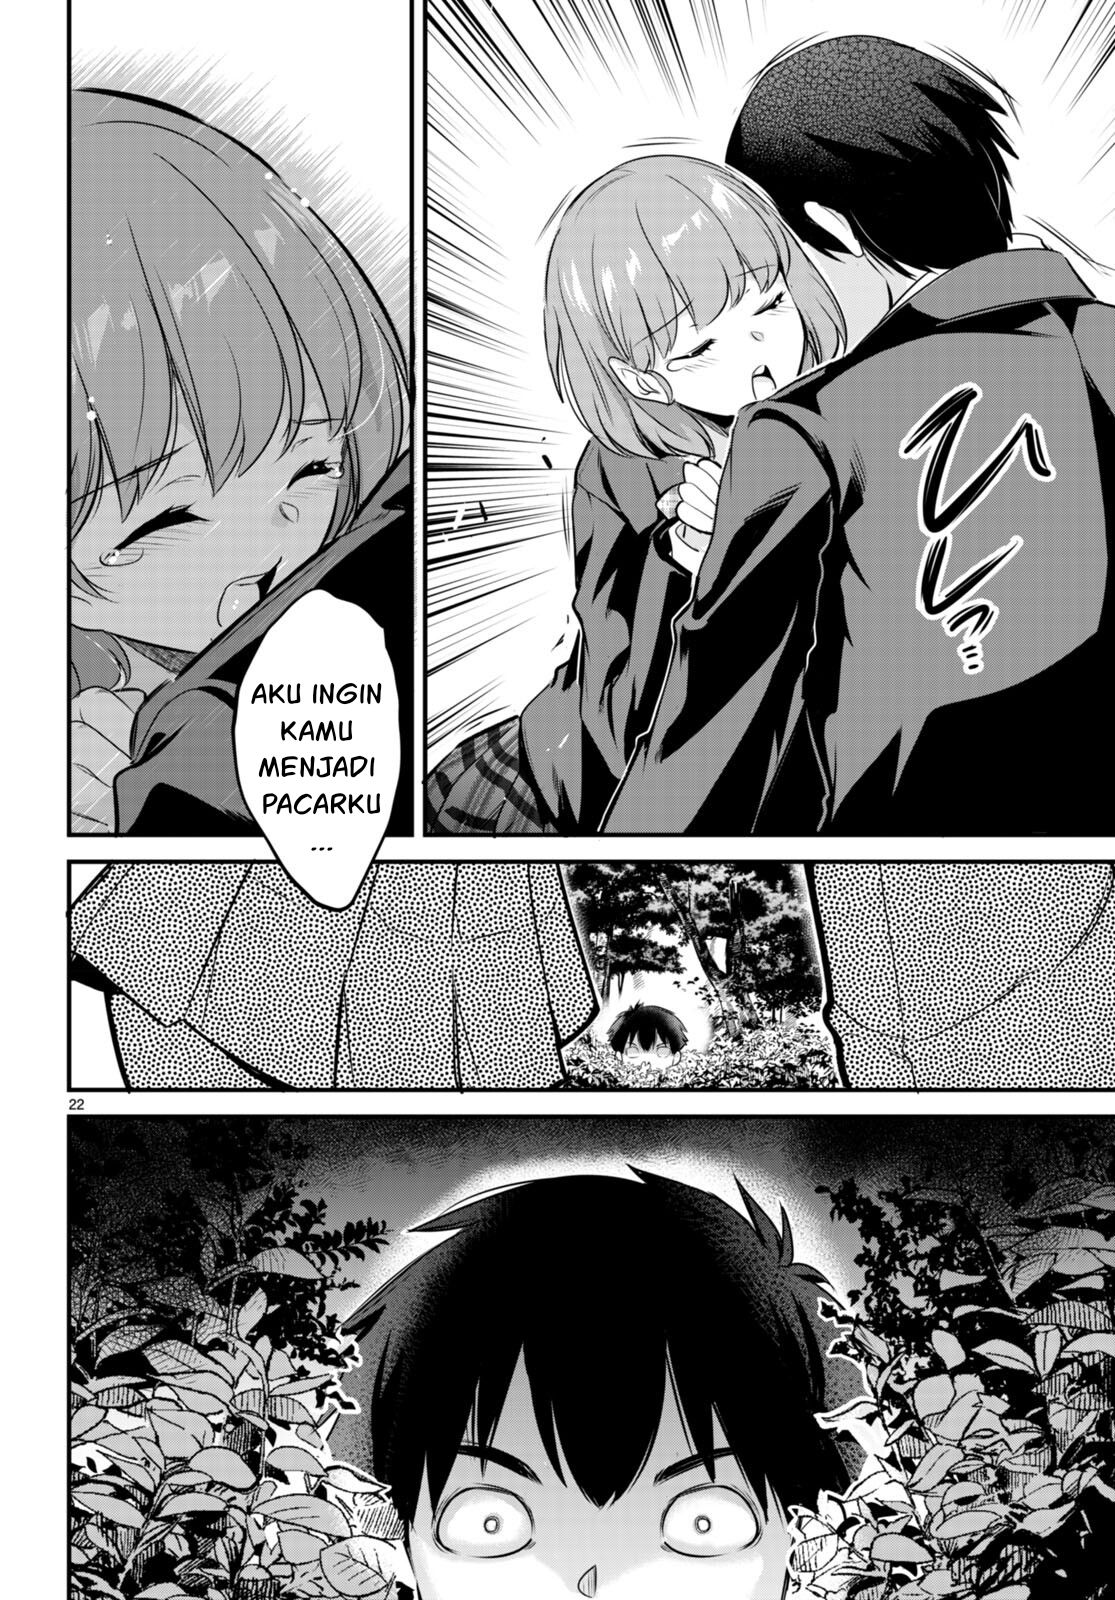 ひしっ
AKU INGIN
KAMU
MENJADI
PACARKU
...
22